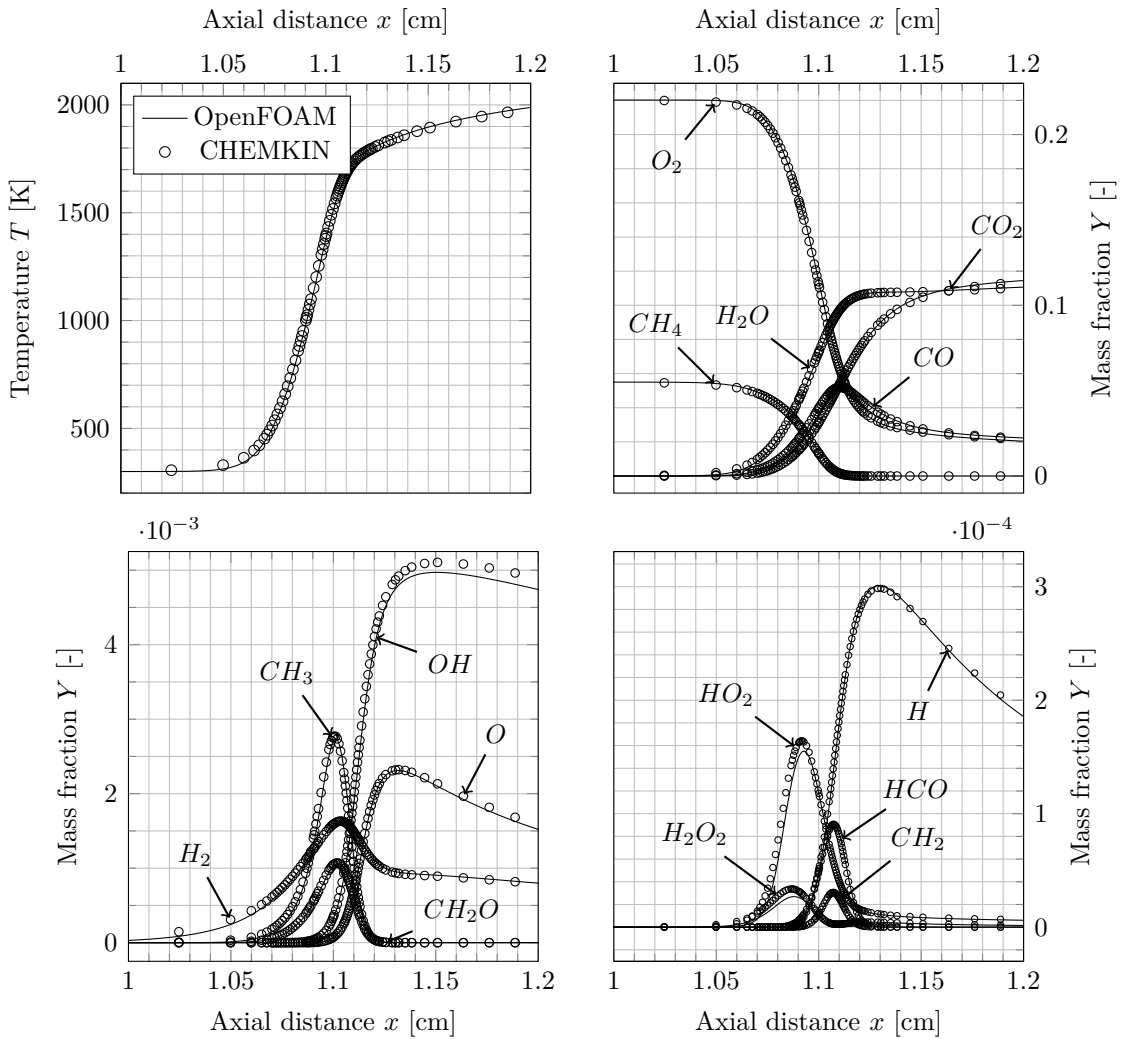 Axial distance x [cm]
1 1.05 1.1 1.15 1.2
Temperature T [K]
2000
1500
1000
500
OpenFOAM
CHEMKIN
Axial distance x [cm]
1 1.05 1.1 1.15 1.2
O₂
CO₂
CH₄
H₂O
CO
0.2
0.1
0
Mass fraction Y [-]
·10⁻³
Mass fraction Y [-]
4
2
0
CH₃
OH
O
H₂
CH₂O
1 1.05 1.1 1.15 1.2
Axial distance x [cm]
·10⁻⁴
HO₂
H
HCO
H₂O₂
CH₂
3
2
1
0
Mass fraction Y [-]
1 1.05 1.1 1.15 1.2
Axial distance x [cm]